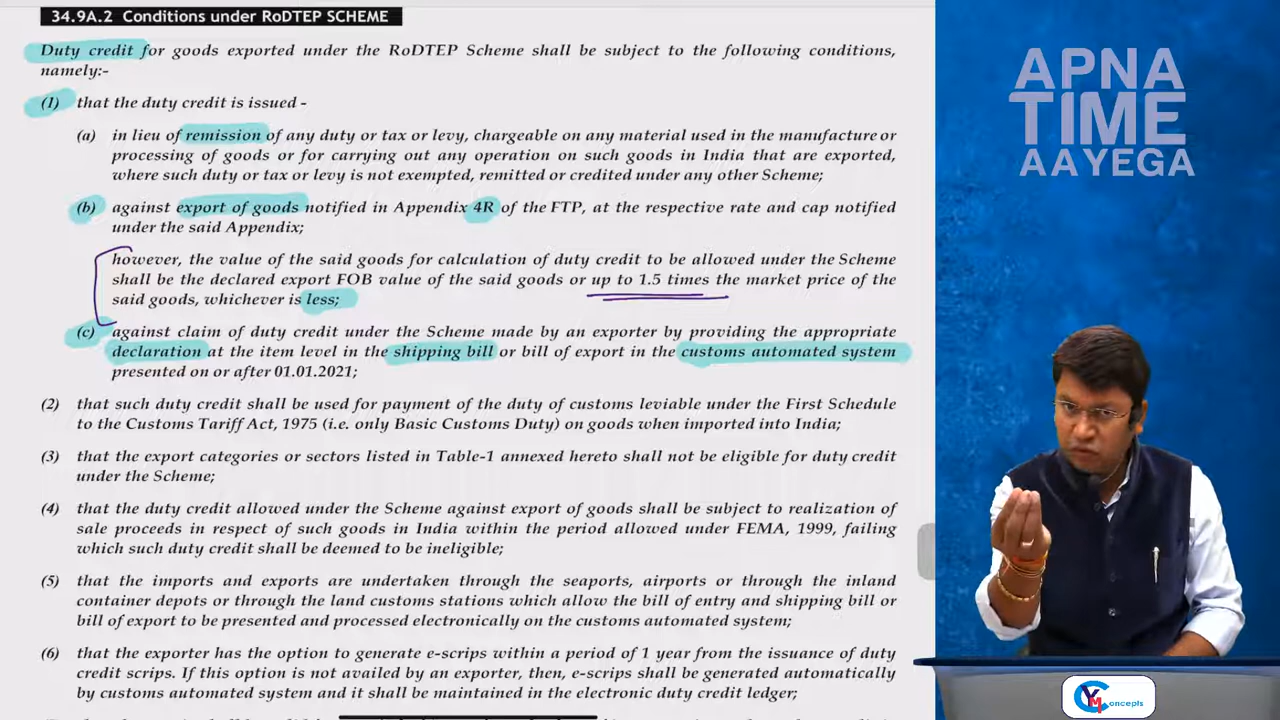 34.9A.2 Conditions under RoDTEP SCHEME
Duty credit for goods exported under the RoDTEP Scheme shall be subject to the following conditions,
namely:-
(1) that the duty credit is issued -
(a) in lieu of remission of any duty or tax or levy, chargeable on any material used in the manufacture or
processing of goods or for carrying out any operation on such goods in India that are exported,
where such duty or tax or levy is not exempted, remitted or credited under any other Scheme;
(b) against export of goods notified in Appendix 4R of the FTP, at the respective rate and cap notified
under the said Appendix;
however, the value of the said goods for calculation of duty credit to be allowed under the Scheme
shall be the declared export FOB value of the said goods or up to 1.5 times the market price of the
said goods, whichever is less;
(c) against claim of duty credit under the Scheme made by an exporter by providing the appropriate
declaration at the item level in the shipping bill or bill of export in the customs automated system
presented on or after 01.01.2021;
(2) that such duty credit shall be used for payment of the duty of customs leviable under the First Schedule
to the Customs Tariff Act, 1975 (i.e. only Basic Customs Duty) on goods when imported into India;
(3) that the export categories or sectors listed in Table-1 annexed hereto shall not be eligible for duty credit
under the Scheme;
(4) that the duty credit allowed under the Scheme against export of goods shall be subject to realization of
sale proceeds in respect of such goods in India within the period allowed under FEMA, 1999, failing
which such duty credit shall be deemed to be ineligible;
(5) that the imports and exports are undertaken through the seaports, airports or through the inland
container depots or through the land customs stations which allow the bill of entry and shipping bill or
bill of export to be presented and processed electronically on the customs automated system;
(6) that the exporter has the option to generate e-scrips within a period of 1 year from the issuance of duty
credit scrips. If this option is not availed by an exporter, then, e-scrips shall be generated automatically
by customs automated system and it shall be maintained in the electronic duty credit ledger;
APNA
TIME
AAYEGA
YM Concepts